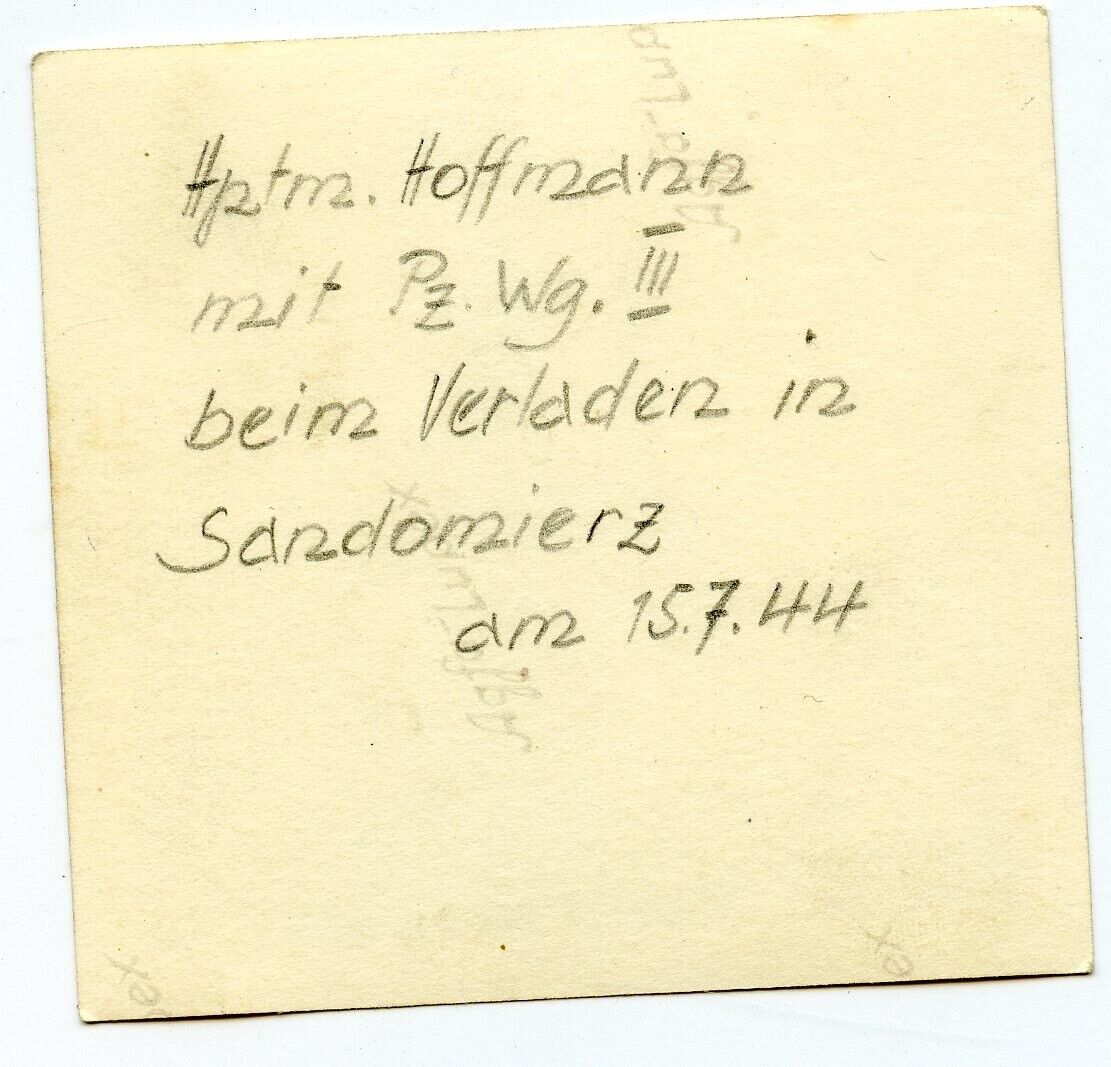 Hptm. Hoffmann
mit Pz. Wg. III
beim Verladen in
Sandomierz
am 15.7.44